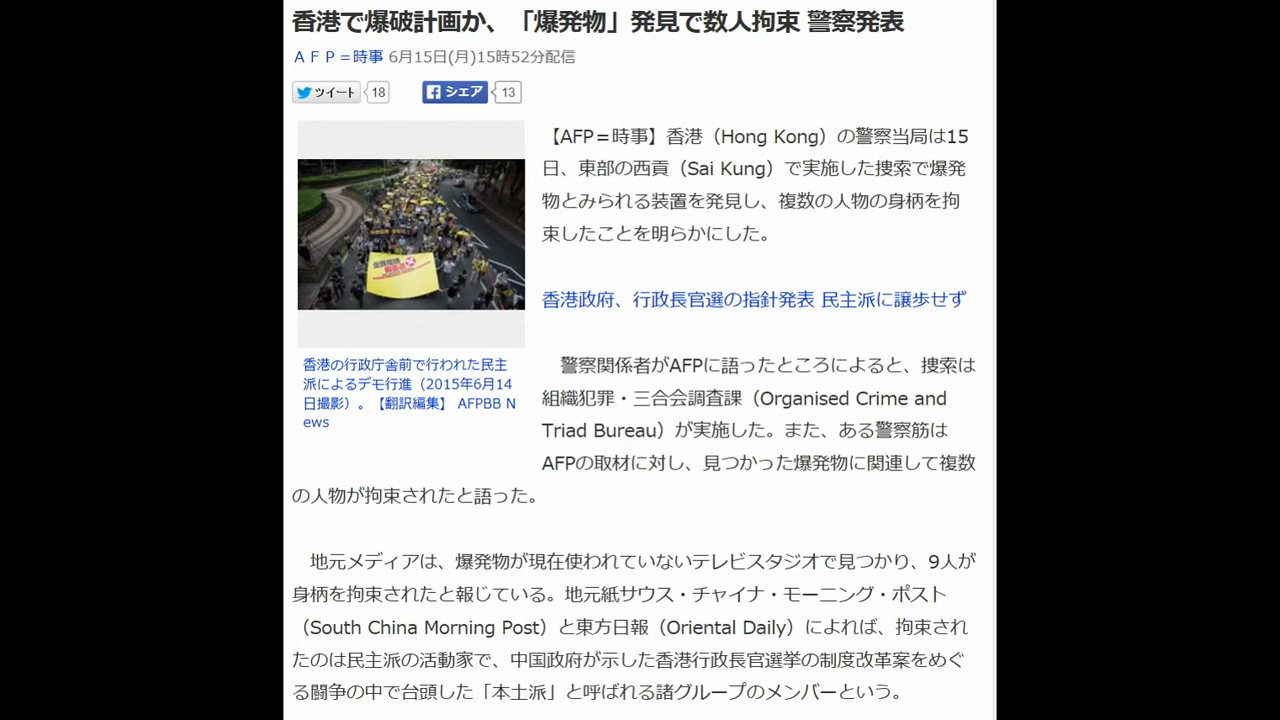 香港で爆破計画か、「爆発物」発見で数人拘束 警察発表
ＡＦＰ＝時事 6月15日(月)15時52分配信
ツイート 18 シェア 13
【AFP＝時事】香港（Hong Kong）の警察当局は15
日、東部の西貢（Sai Kung）で実施した捜索で爆発
物とみられる装置を発見し、複数の人物の身柄を拘
束したことを明らかにした。
香港政府、行政長官選の指針発表 民主派に譲歩せず
香港の行政庁舎前で行われた民主
派によるデモ行進（2015年6月14
日撮影）。【翻訳編集】 AFPBB N
ews
警察関係者がAFPに語ったところによると、捜索は
組織犯罪・三合会調査課（Organised Crime and
Triad Bureau）が実施した。また、ある警察筋は
AFPの取材に対し、見つかった爆発物に関連して複数
の人物が拘束されたと語った。
地元メディアは、爆発物が現在使われていないテレビスタジオで見つかり、9人が
身柄を拘束されたと報じている。地元紙サウス・チャイナ・モーニング・ポスト
（South China Morning Post）と東方日報（Oriental Daily）によれば、拘束され
たのは民主派の活動家で、中国政府が示した香港行政長官選挙の制度改革案をめぐ
る闘争の中で台頭した「本土派」と呼ばれる諸グループのメンバーという。